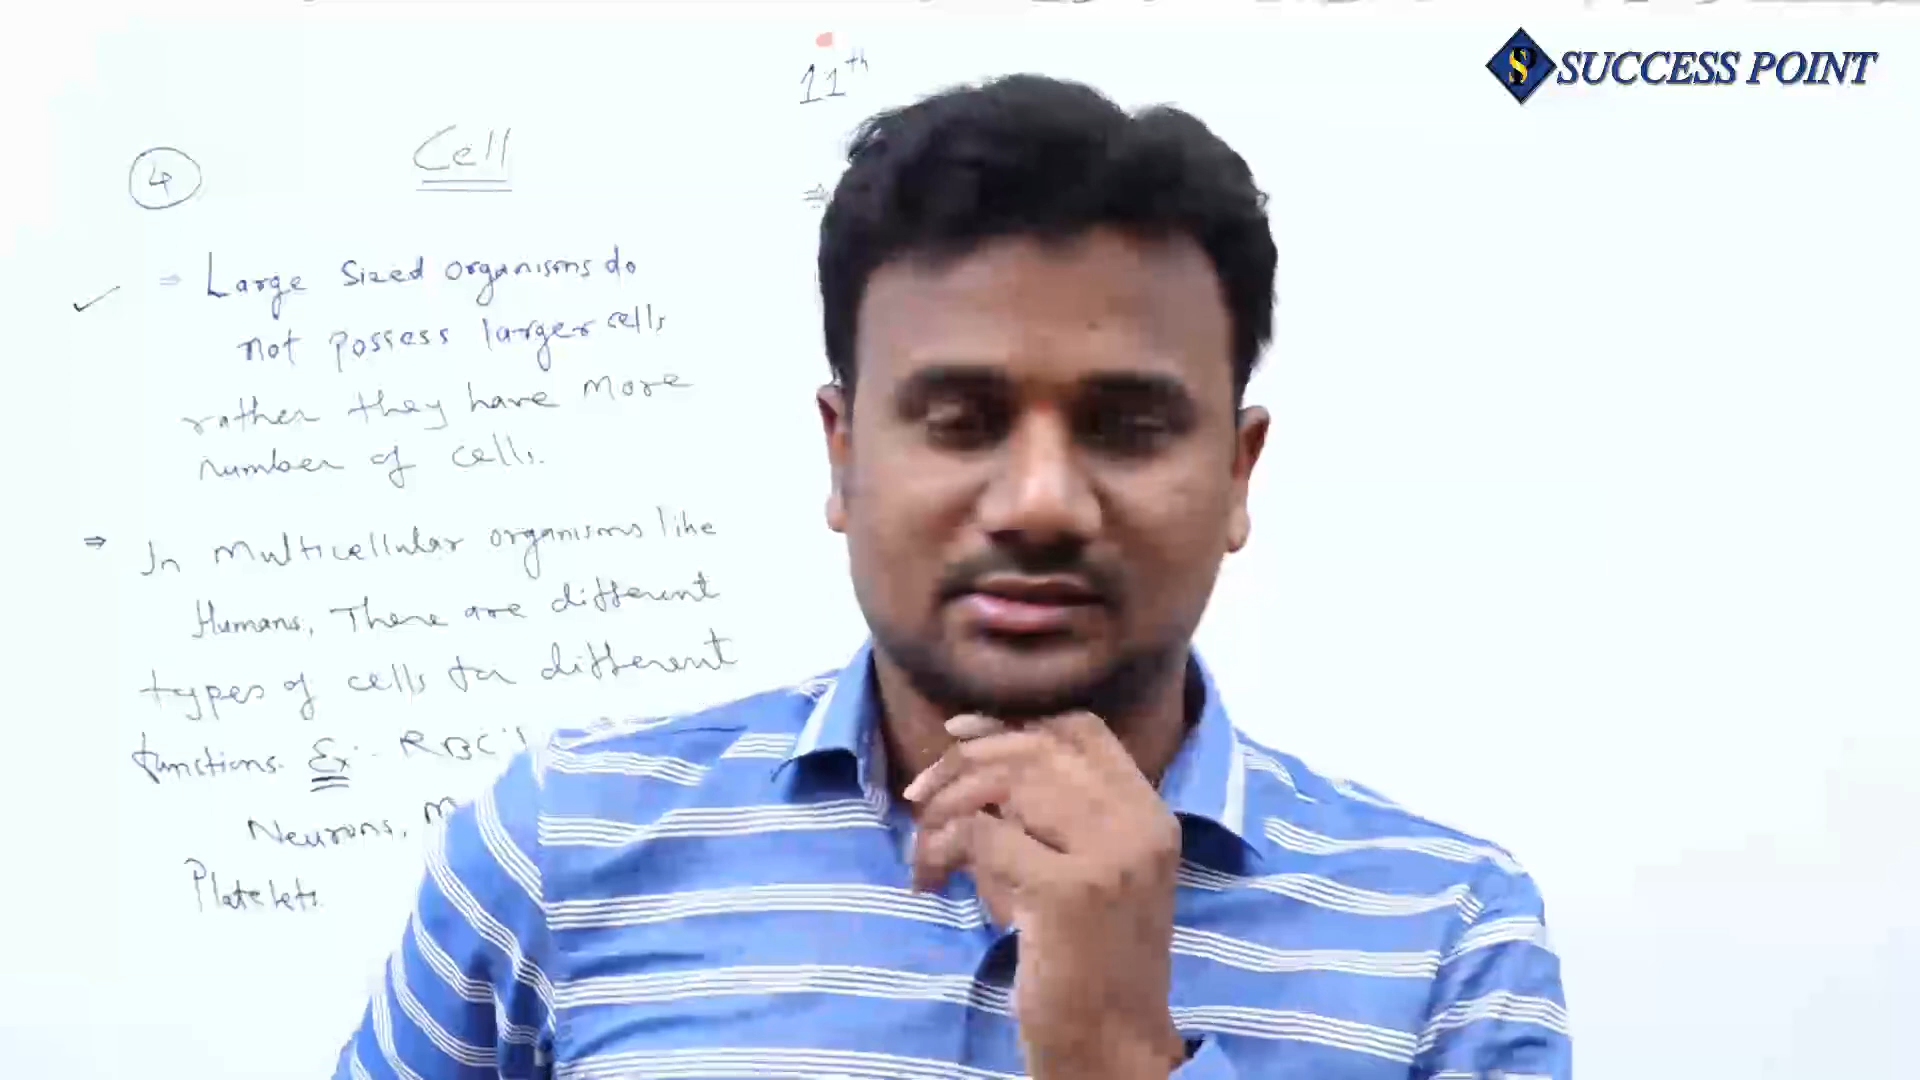 SUCCESS POINT
11th
4
Cell
⇒ Large Sized organisms do
not possess larger cells
rather they have more
number of cells.
⇒ In Multicellular organisms like
Humans, There are different
types of cells for different
functions. Ex:- RBC's
Neurons, M
Platelets.